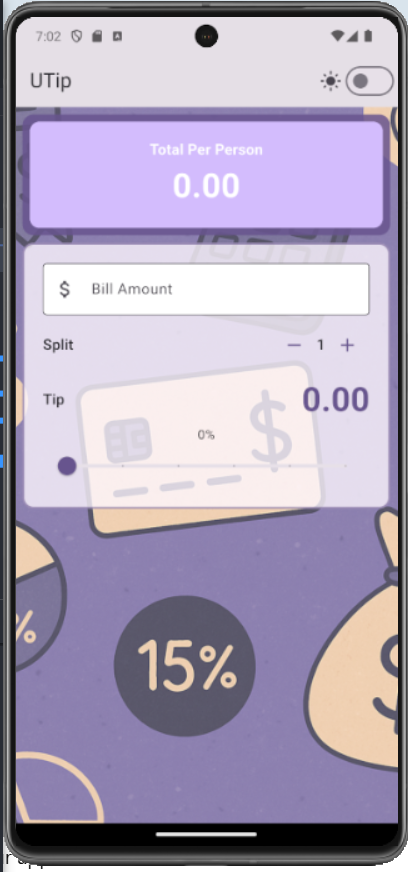 7:02
UTip
Total Per Person
0.00
$ Bill Amount
Split − 1 +
Tip 0.00
0%
$
%
15%
$